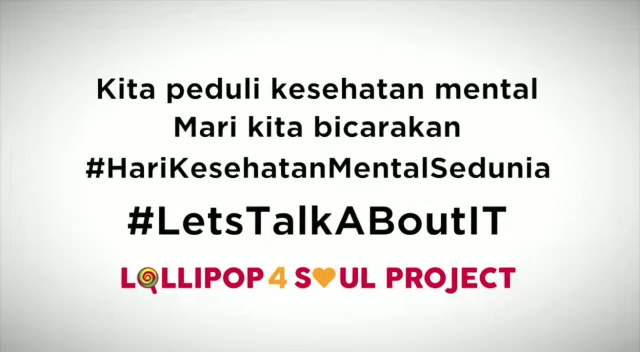 Kita peduli kesehatan mental
Mari kita bicarakan
#HariKesehatanMentalSedunia
#LetsTalkABoutIT
LOLLIPOP 4 SOUL PROJECT